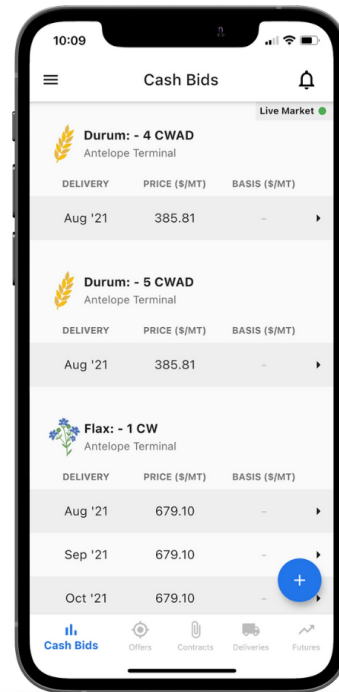 10:09
Cash Bids
Live Market
Durum: - 4 CWAD
Antelope Terminal
DELIVERY PRICE ($/MT) BASIS ($/MT)
Aug '21 385.81 -
Durum: - 5 CWAD
Antelope Terminal
DELIVERY PRICE ($/MT) BASIS ($/MT)
Aug '21 385.81 -
Flax: - 1 CW
Antelope Terminal
DELIVERY PRICE ($/MT) BASIS ($/MT)
Aug '21 679.10 -
Sep '21 679.10 -
Oct '21 679.10 -
+
Cash Bids Offers Contracts Deliveries Futures